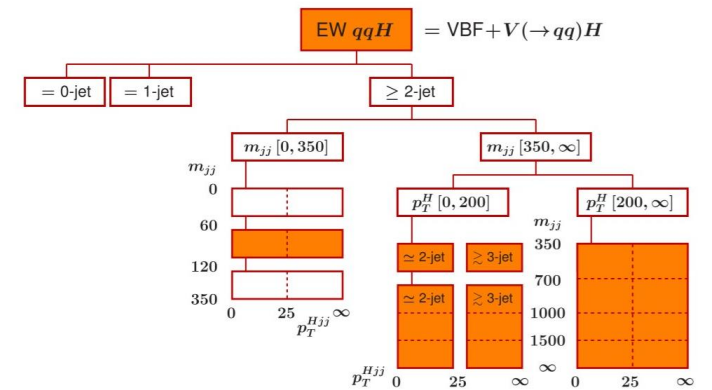 EW qqH = VBF+V(→qq)H
= 0-jet = 1-jet ≥ 2-jet
m_jj [0, 350] m_jj [350, ∞]
m_jj
0
60
120
350
0 25 ∞
p_T^Hjj
p_T^H [0, 200] p_T^H [200, ∞]
m_jj
≃ 2-jet ≳ 3-jet
≃ 2-jet ≳ 3-jet
350
700
1000
1500
∞
p_T^Hjj 0 25 ∞ 0 25 ∞